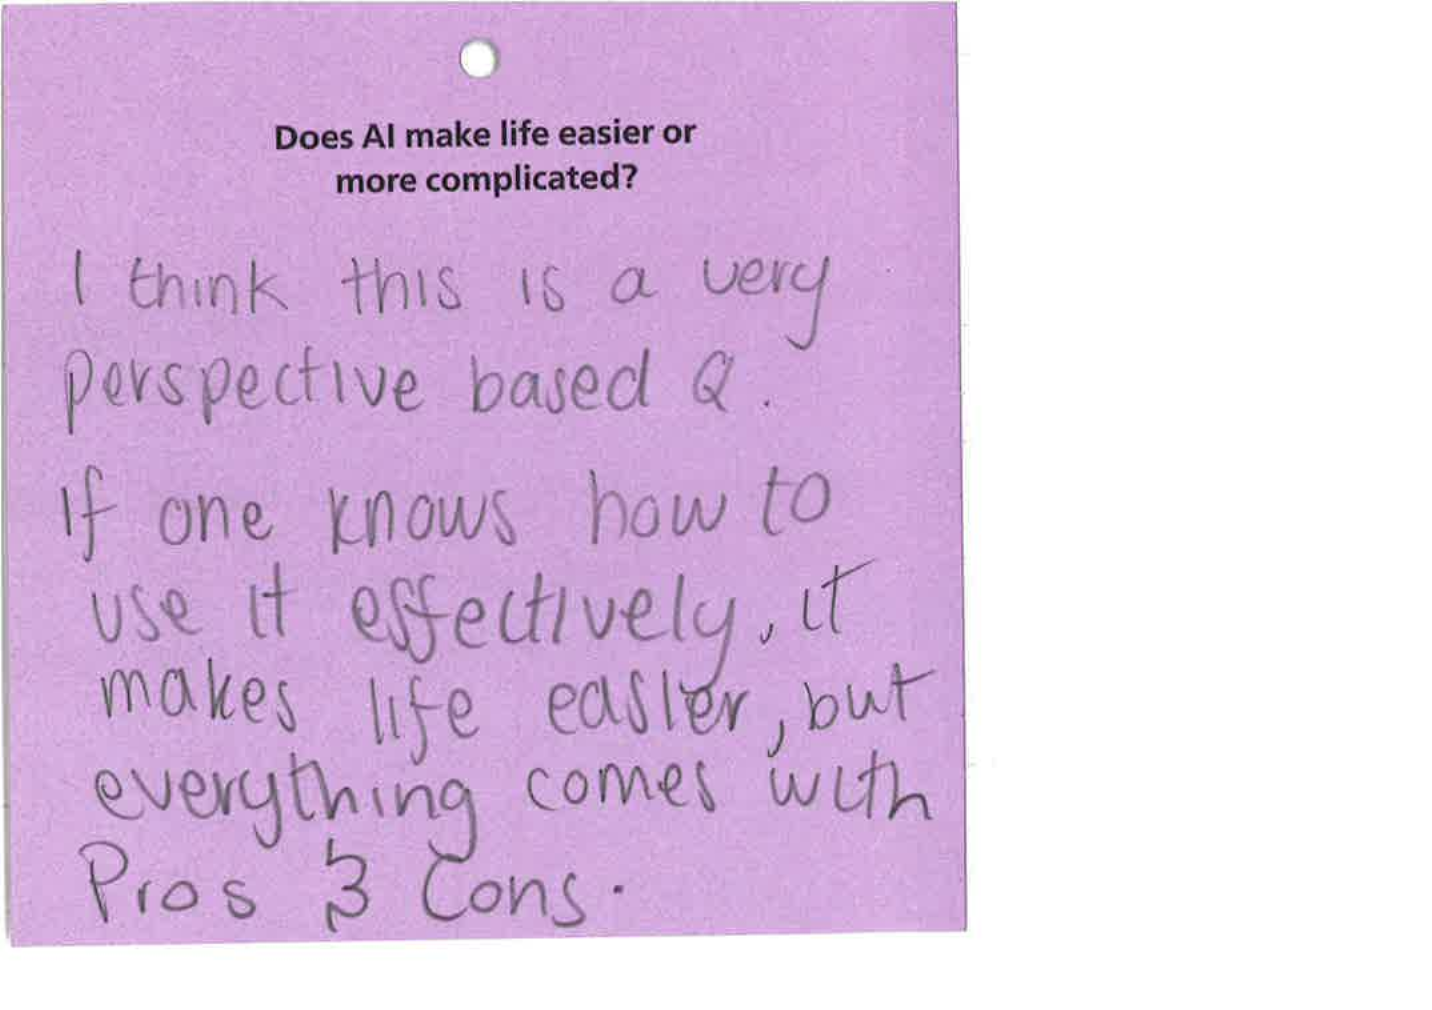 Does AI make life easier or
more complicated?
I think this is a very
perspective based Q.
If one knows how to
use it effectively, it
makes life easier, but
everything comes with
Pros & Cons.